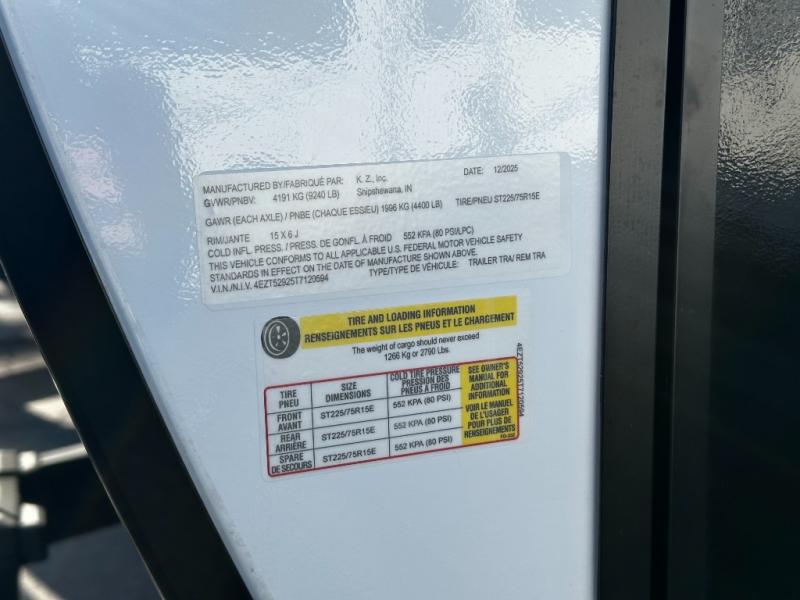 MANUFACTURED BY/FABRIQUÉ PAR: K. Z., Inc. DATE: 12/2025
GVWR/PNBV: 4191 KG (9240 LB) Shipshewana, IN
GAWR (EACH AXLE) / PNBE (CHAQUE ESSIEU) 1996 KG (4400 LB) TIRE/PNEU ST225/75R15E
RIM/JANTE 15 X 6 J
COLD INFL. PRESS. / PRESS. DE GONFL. À FROID 552 KPA (80 PSI/LPC)
THIS VEHICLE CONFORMS TO ALL APPLICABLE U.S. FEDERAL MOTOR VEHICLE SAFETY
STANDARDS IN EFFECT ON THE DATE OF MANUFACTURE SHOWN ABOVE.
V.I.N./N.I.V. 4EZT52925T7120594 TYPE/TYPE DE VÉHICULE: TRAILER TRA/ REM TRA
TIRE AND LOADING INFORMATION
RENSEIGNEMENTS SUR LES PNEUS ET LE CHARGEMENT
The weight of cargo should never exceed
1266 Kg or 2790 Lbs.
TIRE
PNEU
SIZE
DIMENSIONS
COLD TIRE PRESSURE
PRESSION DES
PNEUS À FROID
FRONT
AVANT
ST225/75R15E
552 KPA (80 PSI)
REAR
ARRIÈRE
ST225/75R15E
552 KPA (80 PSI)
SPARE
DE SECOURS
ST225/75R15E
552 KPA (80 PSI)
SEE OWNER'S
MANUAL FOR
ADDITIONAL
INFORMATION
VOIR LE MANUEL
DE L'USAGER
POUR PLUS DE
RENSEIGNEMENTS
4EZT52925T7120594